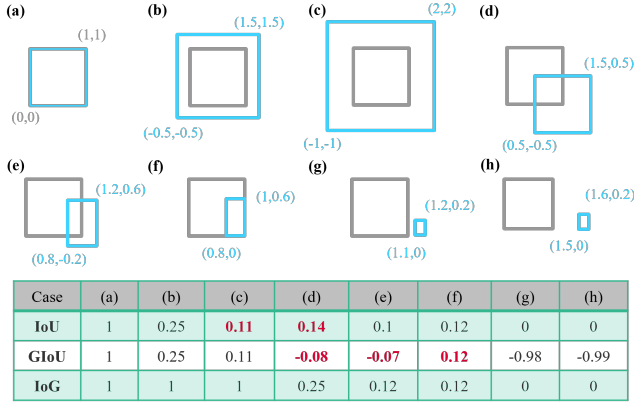 (a) (b) (c) (d)
(1,1) (1.5,1.5) (2,2) (1.5,0.5)
(0,0) (-0.5,-0.5) (-1,-1) (0.5,-0.5)
(e) (f) (g) (h)
(1.2,0.6) (1,0.6) (1.2,0.2) (1.6,0.2)
(0.8,-0.2) (0.8,0) (1.1,0) (1.5,0)
Case (a) (b) (c) (d) (e) (f) (g) (h)
IoU 1 0.25 0.11 0.14 0.1 0.12 0 0
GIoU 1 0.25 0.11 -0.08 -0.07 0.12 -0.98 -0.99
IoG 1 1 1 0.25 0.12 0.12 0 0